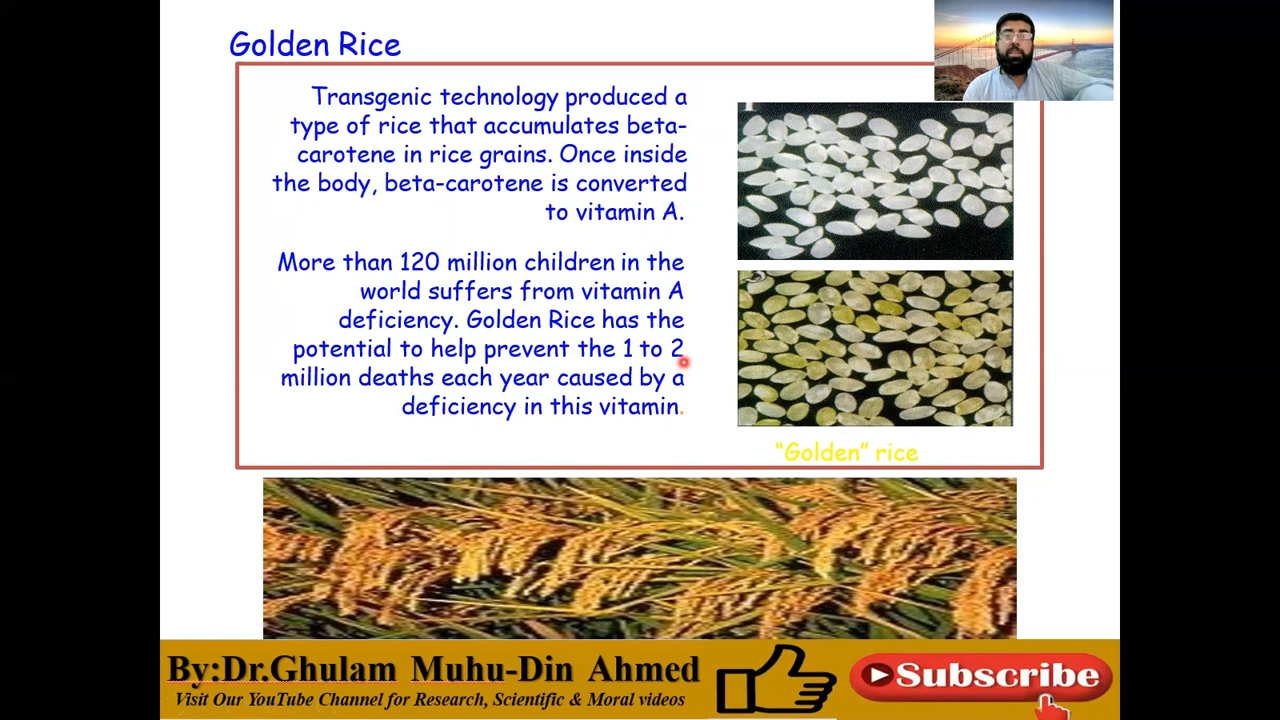 Golden Rice
Transgenic technology produced a
type of rice that accumulates beta-
carotene in rice grains. Once inside
the body, beta-carotene is converted
to vitamin A.
More than 120 million children in the
world suffers from vitamin A
deficiency. Golden Rice has the
potential to help prevent the 1 to 2
million deaths each year caused by a
deficiency in this vitamin.
“Golden” rice
By:Dr.Ghulam Muhu-Din Ahmed
Visit Our YouTube Channel for Research, Scientific & Moral videos
Subscribe